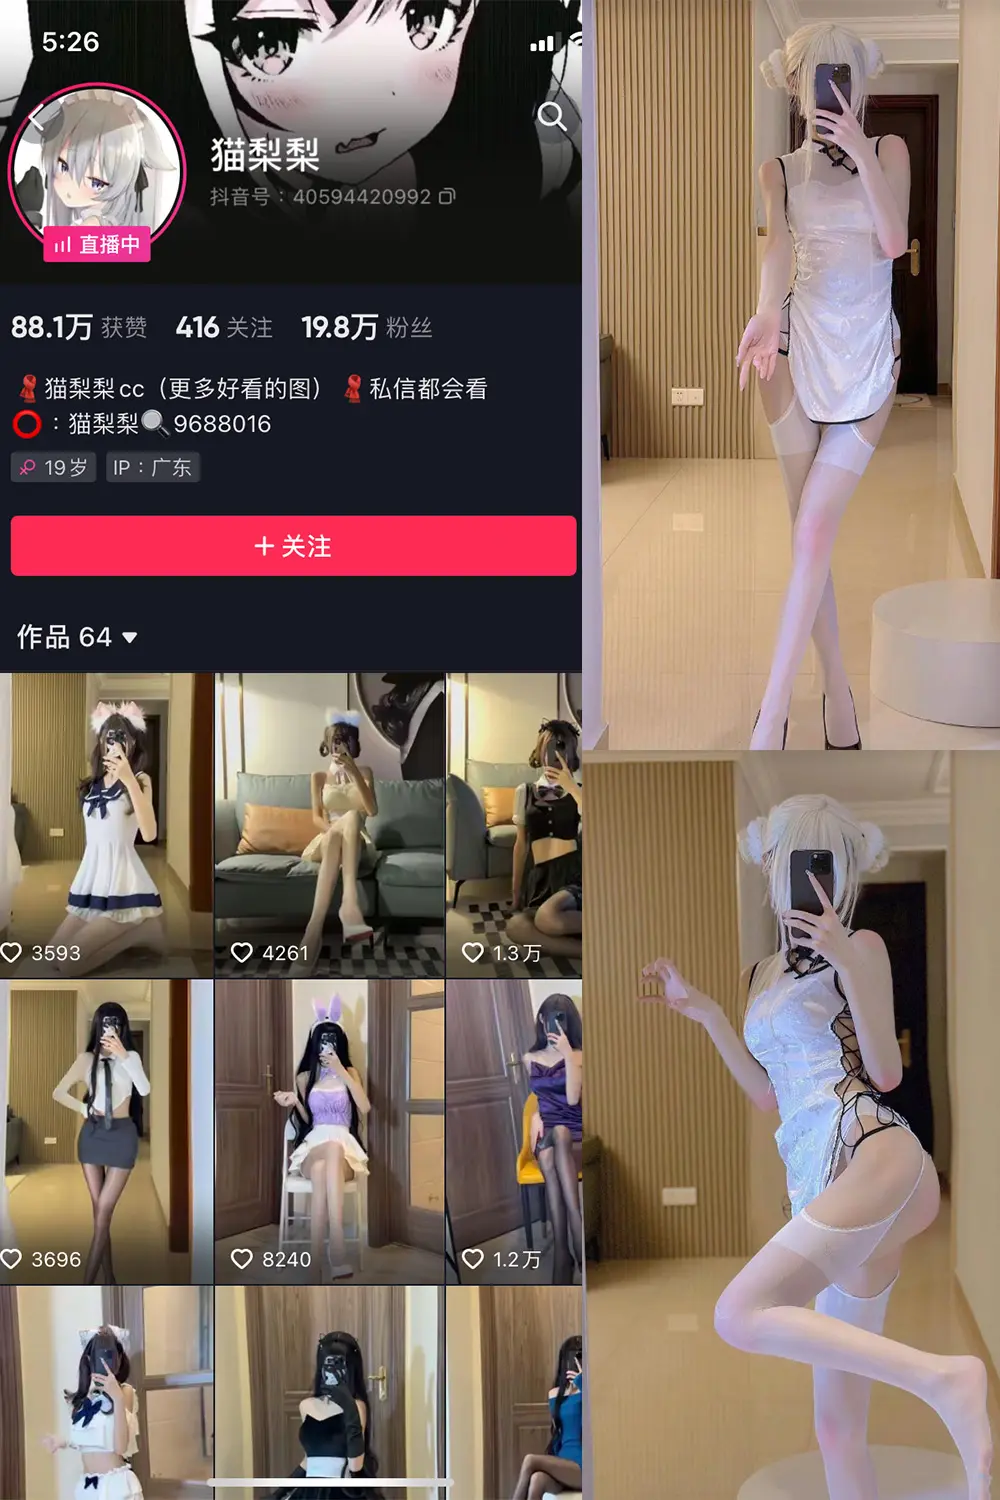 5:26
猫梨梨
抖音号：40594420992
直播中
88.1万 获赞 416 关注 19.8万 粉丝
猫梨梨cc（更多好看的图） 私信都会看
：猫梨梨 9688016
19岁 IP：广东
+ 关注
作品 64
3593 4261 1.3万
3696 8240 1.2万